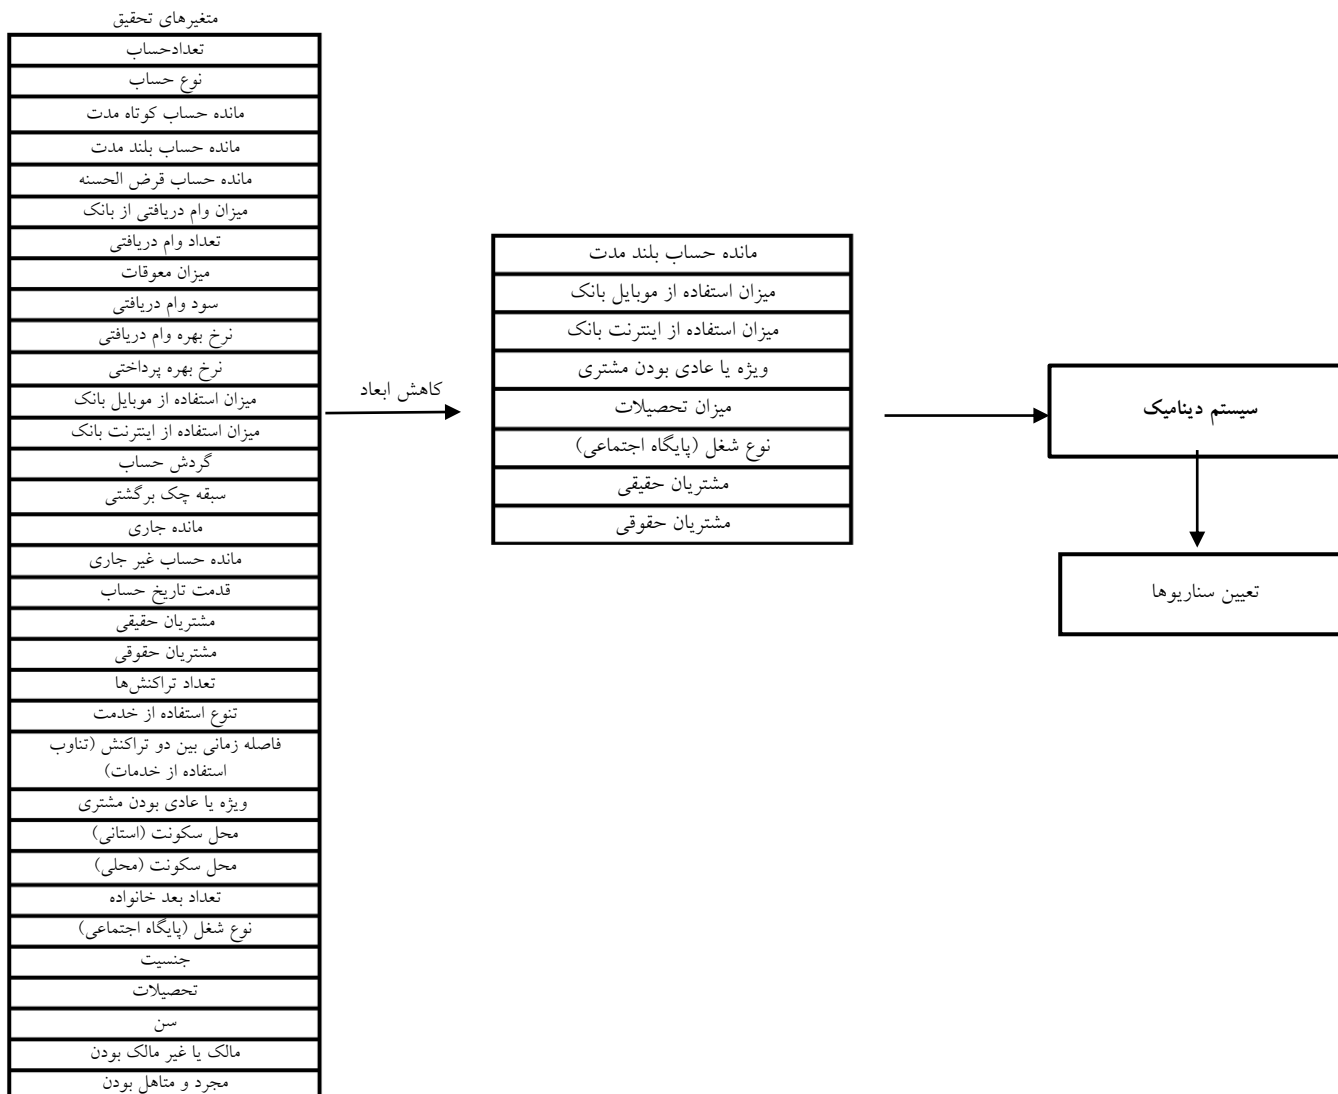 متغیرهای تحقیق
تعدادحساب
نوع حساب
مانده حساب کوتاه مدت
مانده حساب بلند مدت
مانده حساب قرض الحسنه
میزان وام دریافتی از بانک
تعداد وام دریافتی
میزان معوقات
سود وام دریافتی
نرخ بهره وام دریافتی
نرخ بهره پرداختی
میزان استفاده از موبایل بانک
میزان استفاده از اینترنت بانک
گردش حساب
سبقه چک برگشتی
مانده جاری
مانده حساب غیر جاری
قدمت تاریخ حساب
مشتریان حقیقی
مشتریان حقوقی
تعداد تراکنش‌ها
تنوع استفاده از خدمت
فاصله زمانی بین دو تراکنش (تناوب
استفاده از خدمات)
ویژه یا عادی بودن مشتری
محل سکونت (استانی)
محل سکونت (محلی)
تعداد بعد خانواده
نوع شغل (پایگاه اجتماعی)
جنسیت
تحصیلات
سن
مالک یا غیر مالک بودن
مجرد و متاهل بودن
کاهش ابعاد
مانده حساب بلند مدت
میزان استفاده از موبایل بانک
میزان استفاده از اینترنت بانک
ویژه یا عادی بودن مشتری
میزان تحصیلات
نوع شغل (پایگاه اجتماعی)
مشتریان حقیقی
مشتریان حقوقی
سیستم دینامیک
تعیین سناریوها